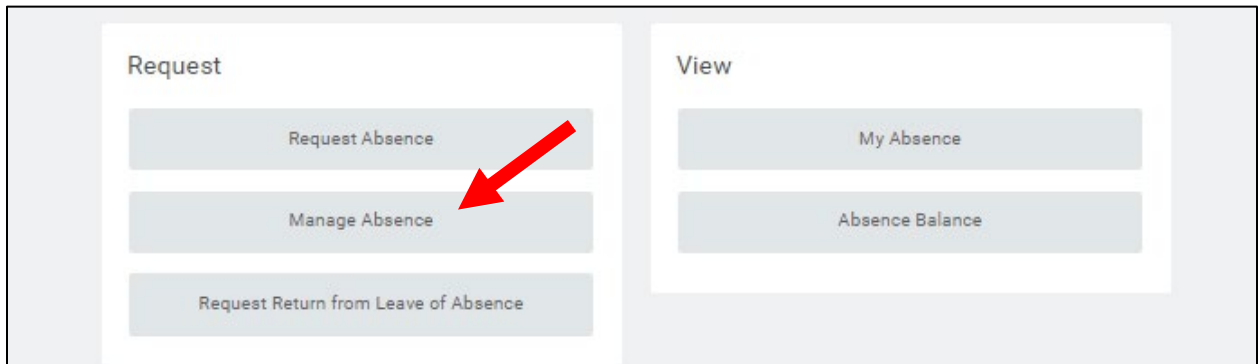 Request
Request Absence
Manage Absence
Request Return from Leave of Absence
View
My Absence
Absence Balance